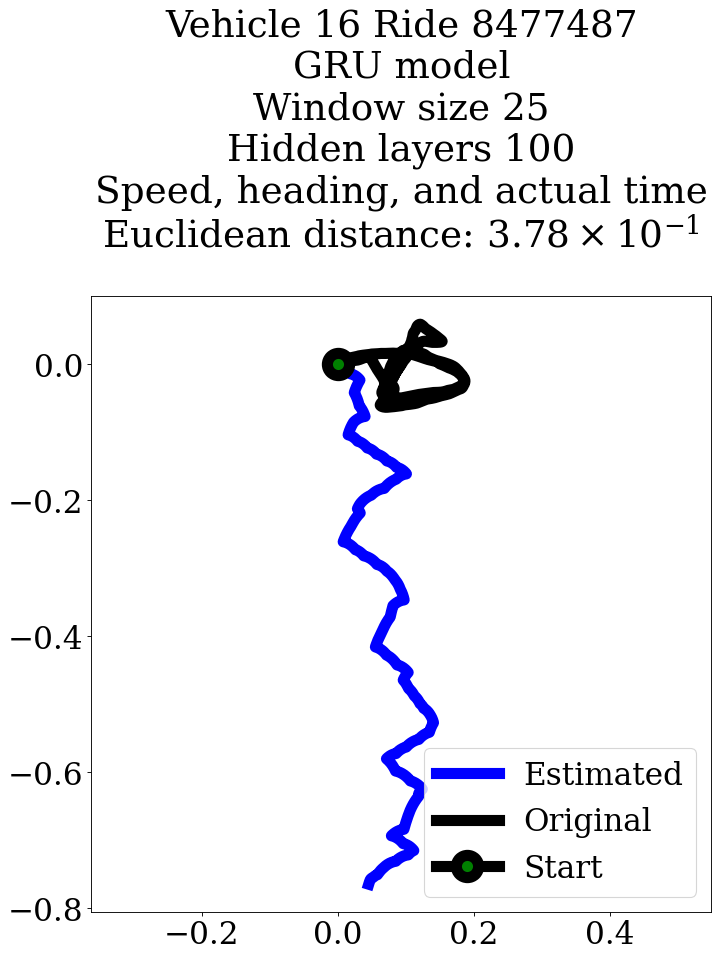 Vehicle 16 Ride 8477487
GRU model
Window size 25
Hidden layers 100
Speed, heading, and actual time
Euclidean distance: 3.78 × 10⁻¹
0.0
−0.2
−0.4
−0.6
−0.8
−0.2 0.0 0.2 0.4
Estimated
Original
Start